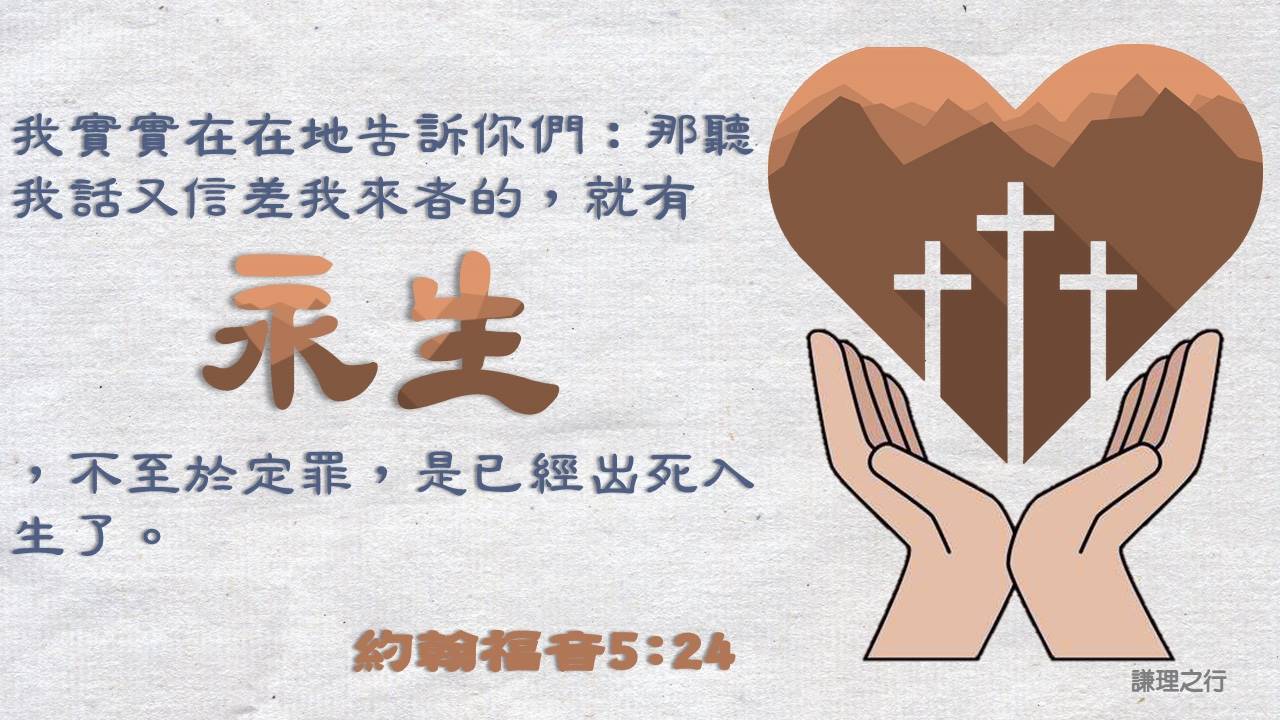 我實實在在地告訴你們：那聽
我話又信差我來者的，就有
永生
，不至於定罪，是已經出死入
生了。
約翰福音5:24
謙理之行